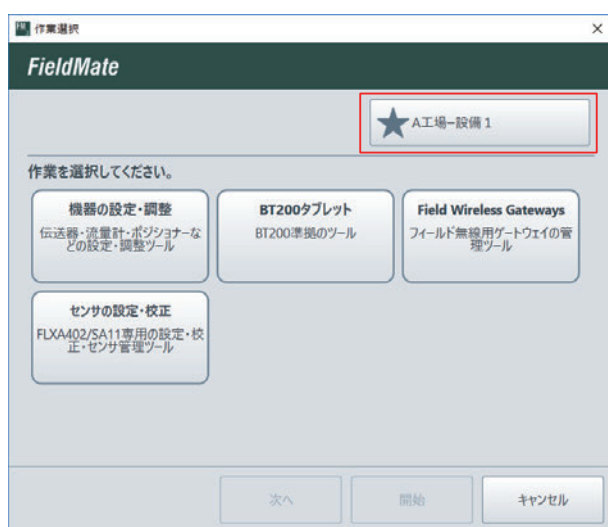 作業選択
FieldMate
A工場-設備 1
作業を選択してください。
機器の設定・調整
伝送器・流量計・ポジショナーな
どの設定・調整ツール
BT200タブレット
BT200準拠のツール
Field Wireless Gateways
フィールド無線用ゲートウェイの管
理ツール
センサの設定・校正
FLXA402/SA11専用の設定・校
正・センサ管理ツール
次へ
開始
キャンセル